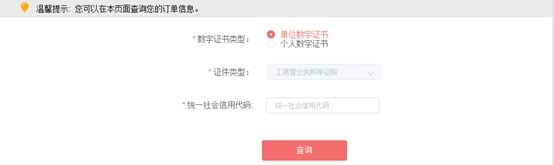 温馨提示: 您可以在本页面查询您的订单信息。
* 数字证书类型: 单位数字证书
个人数字证书
* 证件类型: 工商营业执照等证照
* 统一社会信用代码: 统一社会信用代码
查询